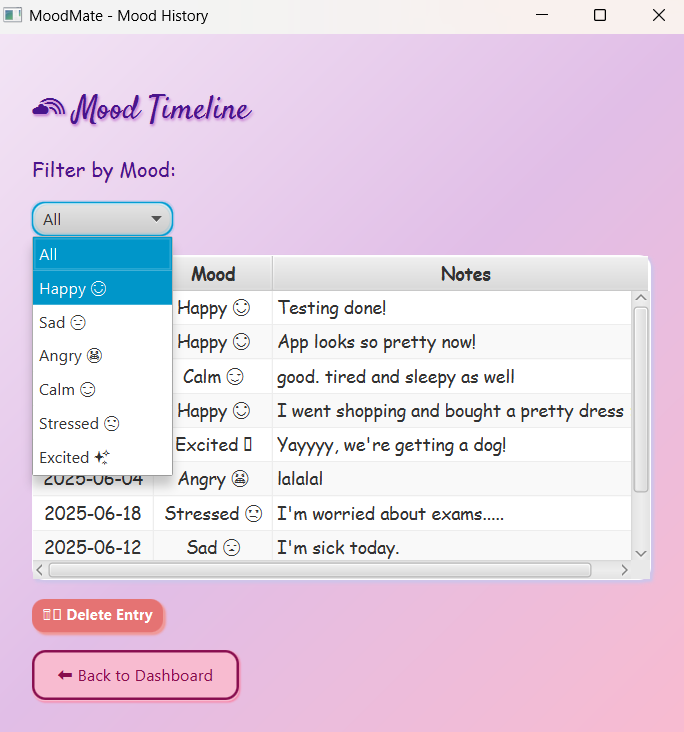 MoodMate - Mood History
Mood Timeline
Filter by Mood:
All
All
Happy 😊
Sad 😔
Angry 😫
Calm 😌
Stressed 😟
Excited ✨
Mood Notes
Happy 😊 Testing done!
Happy 😊 App looks so pretty now!
Calm 😌 good. tired and sleepy as well
Happy 😊 I went shopping and bought a pretty dress
Excited ▯ Yayyyy, we're getting a dog!
2025-06-04 Angry 😫 lalalal
2025-06-18 Stressed 😟 I'm worried about exams.....
2025-06-12 Sad 😔 I'm sick today.
▯▯ Delete Entry
⬅ Back to Dashboard